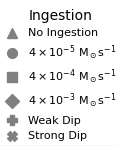 Ingestion
No Ingestion
4 × 10⁻⁵ M⊙s⁻¹
4 × 10⁻⁴ M⊙s⁻¹
4 × 10⁻³ M⊙s⁻¹
Weak Dip
Strong Dip